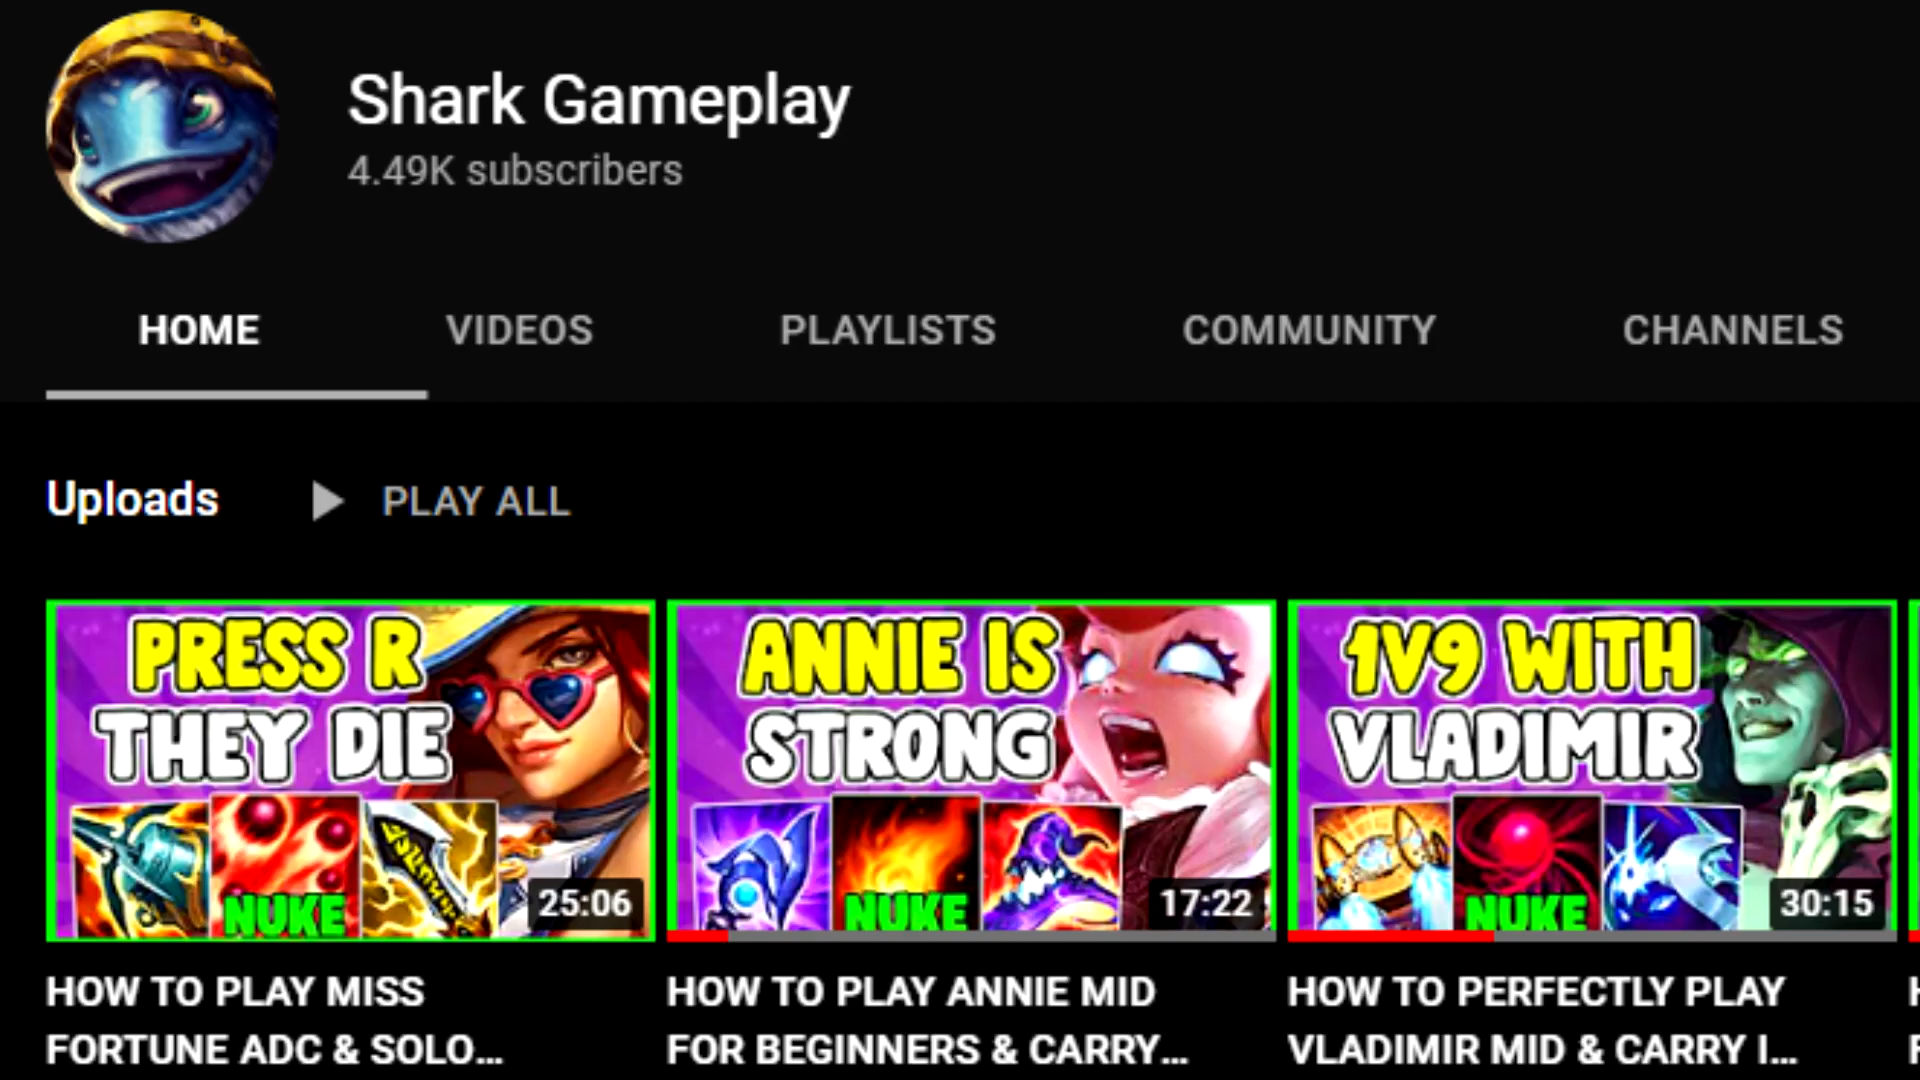 Shark Gameplay
4.49K subscribers
HOME VIDEOS PLAYLISTS COMMUNITY CHANNELS
Uploads PLAY ALL
PRESS R
THEY DIE
NUKE
25:06
HOW TO PLAY MISS
FORTUNE ADC & SOLO...
ANNIE IS
STRONG
NUKE
17:22
HOW TO PLAY ANNIE MID
FOR BEGINNERS & CARRY...
1V9 WITH
VLADIMIR
NUKE
30:15
HOW TO PERFECTLY PLAY
VLADIMIR MID & CARRY I...